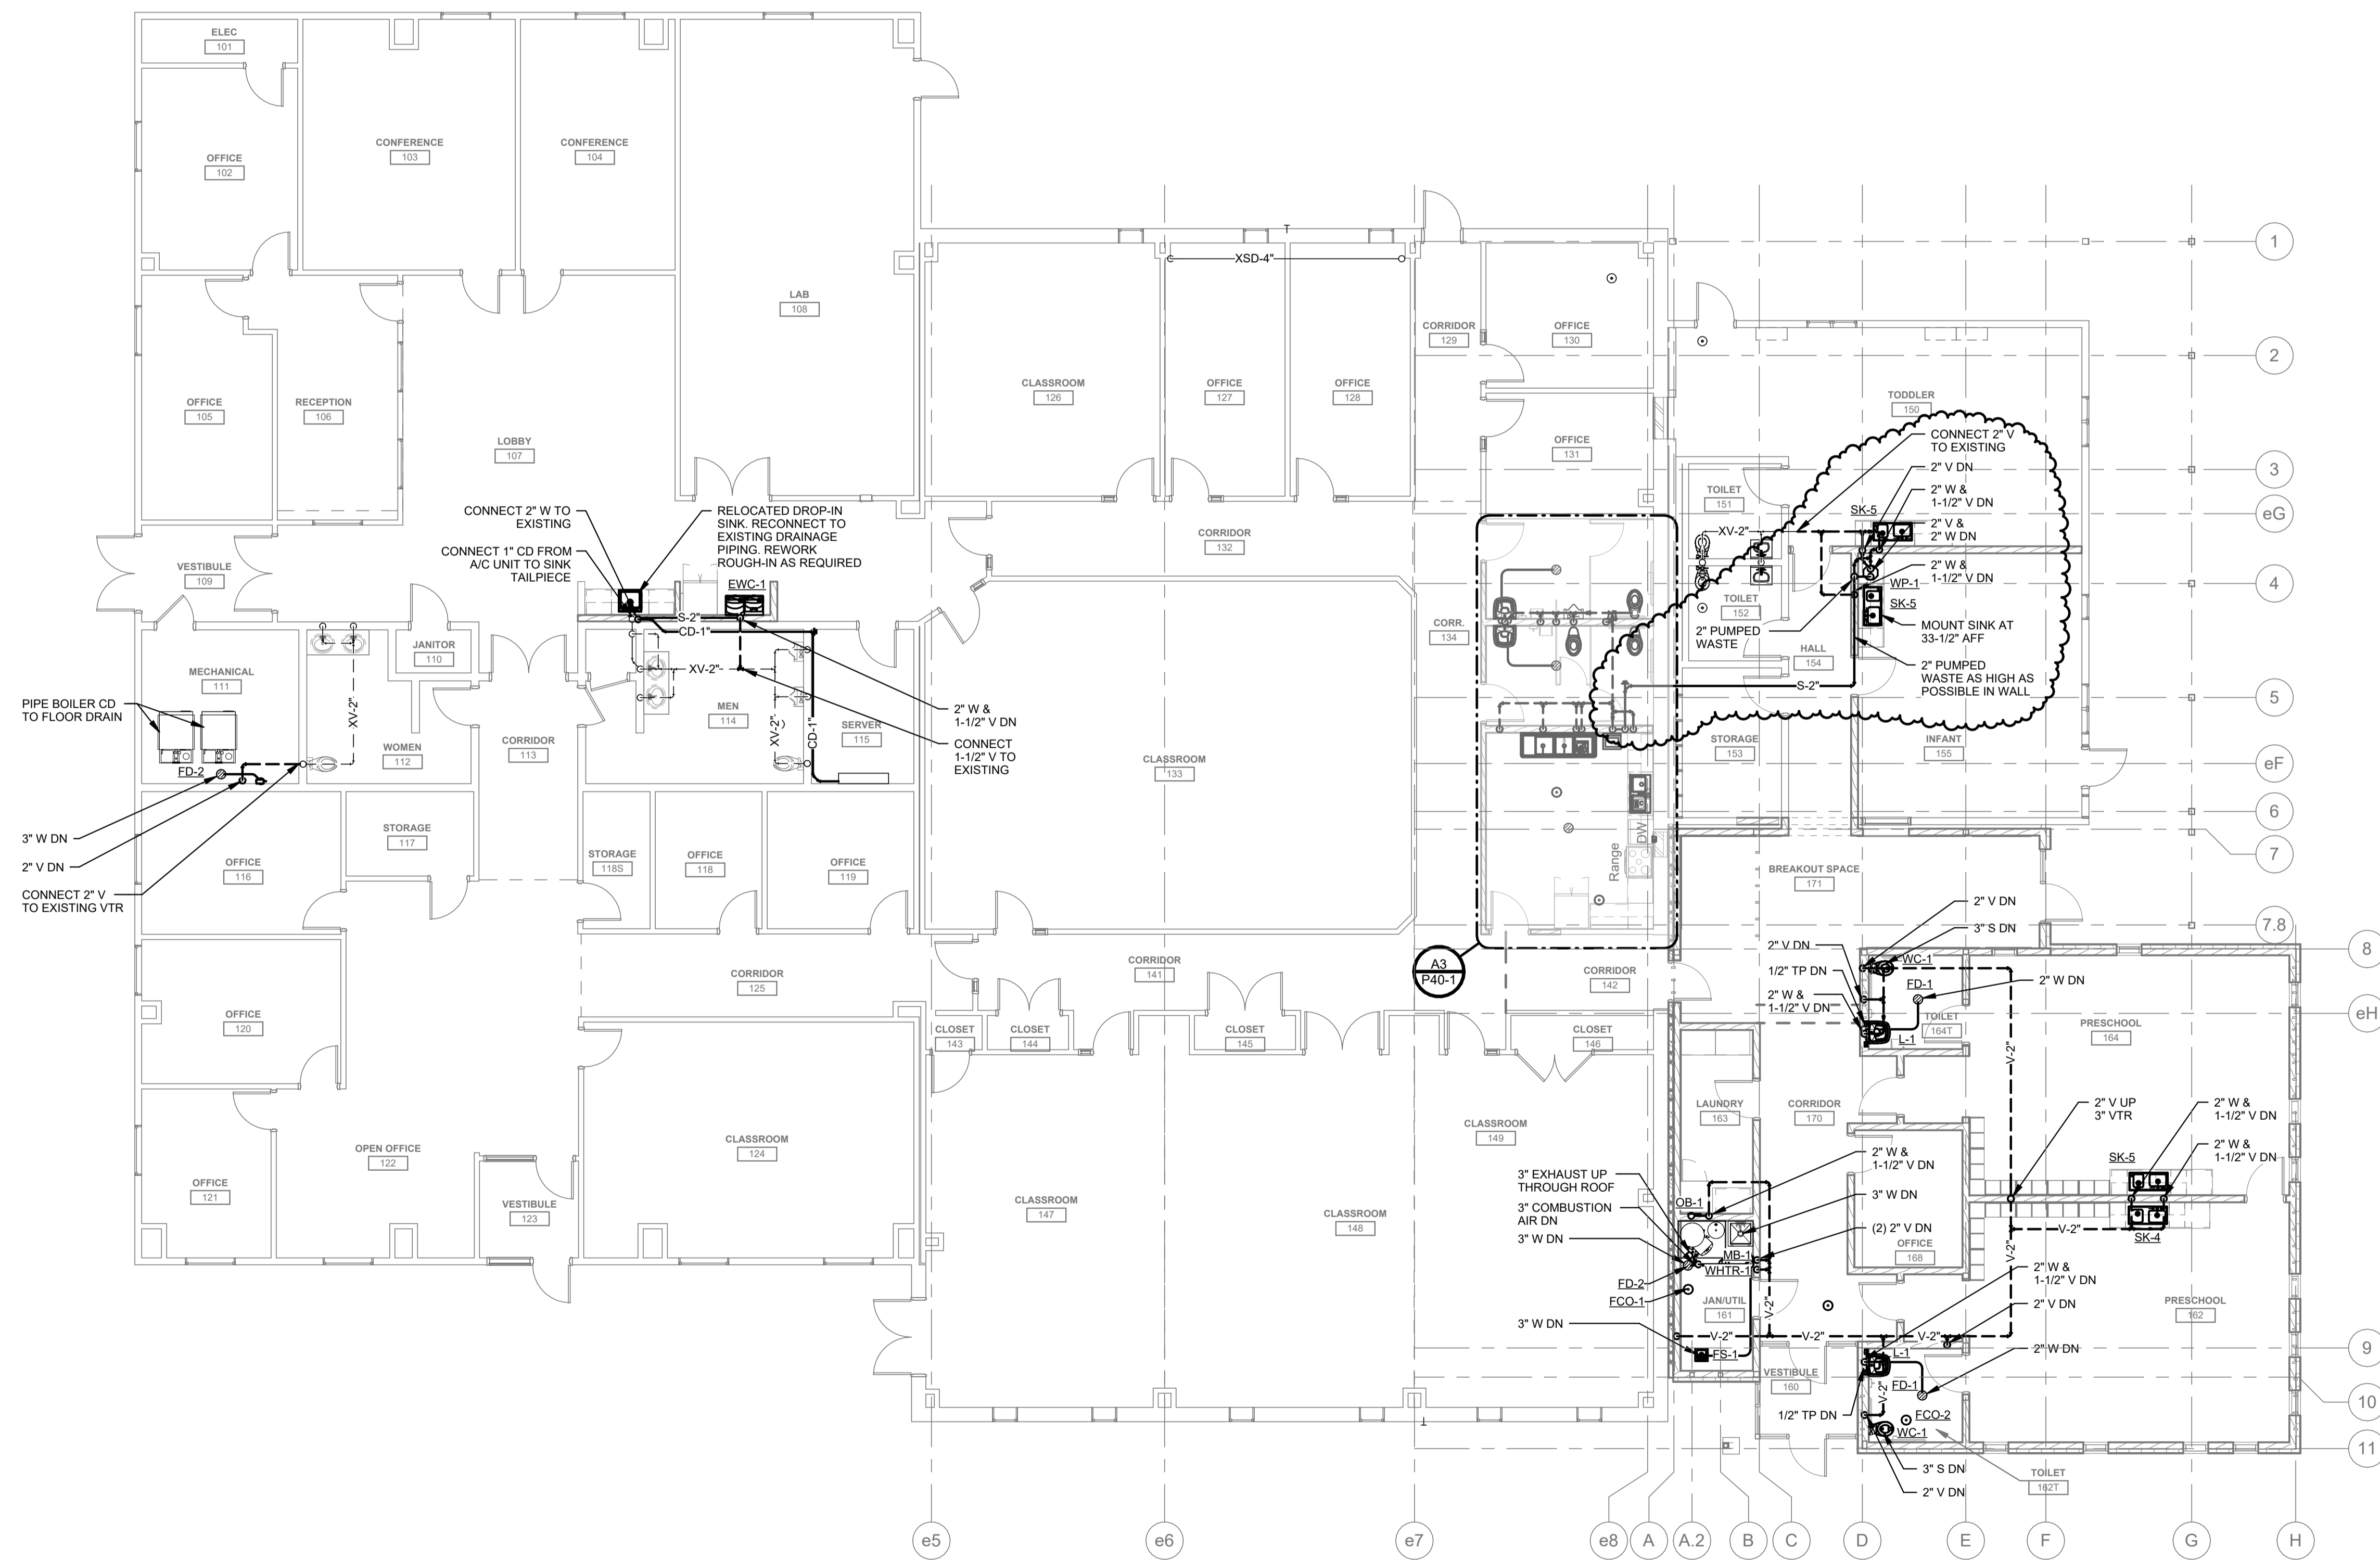 ELEC
101
OFFICE
102
CONFERENCE
103
CONFERENCE
104
LAB
108
OFFICE
105
RECEPTION
106
LOBBY
107
VESTIBULE
109
JANITOR
110
MECHANICAL
111
WOMEN
112
CORRIDOR
113
MEN
114
SERVER
115
OFFICE
116
STORAGE
117
STORAGE
118S
OFFICE
118
OFFICE
119
OFFICE
120
OFFICE
121
OPEN OFFICE
122
VESTIBULE
123
CLASSROOM
124
CORRIDOR
125
CONNECT 2" W TO
EXISTING
CONNECT 1" CD FROM
A/C UNIT TO SINK
TAILPIECE
RELOCATED DROP-IN
SINK. RECONNECT TO
EXISTING DRAINAGE
PIPING. REWORK
ROUGH-IN AS REQUIRED
EWC-1
S-2"
CD-1"
XV-2"
XV-2"
XV-2"
CD-1"
2" W &
1-1/2" V DN
CONNECT
1-1/2" V TO
EXISTING
PIPE BOILER CD
TO FLOOR DRAIN
FD-2
3" W DN
2" V DN
CONNECT 2" V
TO EXISTING VTR
CLASSROOM
126
OFFICE
127
OFFICE
128
XSD-4"
CORRIDOR
129
OFFICE
130
OFFICE
131
CORRIDOR
132
CLASSROOM
133
CORR.
134
CORRIDOR
141
CORRIDOR
142
CLOSET
143
CLOSET
144
CLOSET
145
CLOSET
146
CLASSROOM
147
CLASSROOM
148
CLASSROOM
149
Range
DW
A3
P40-1
TODDLER
150
TOILET
151
TOILET
152
STORAGE
153
HALL
154
INFANT
155
CONNECT 2" V
TO EXISTING
2" V DN
2" W &
1-1/2" V DN
SK-5
2" V &
2" W DN
XV-2"
2" W &
1-1/2" V DN
WP-1
SK-5
MOUNT SINK AT
33-1/2" AFF
2" PUMPED
WASTE
2" PUMPED
WASTE AS HIGH AS
POSSIBLE IN WALL
S-2"
BREAKOUT SPACE
171
2" V DN
3" S DN
2" V DN
1/2" TP DN
2" W &
1-1/2" V DN
WC-1
FD-1
2" W DN
TOILET
164T
L-1
PRESCHOOL
164
V-2"
LAUNDRY
163
CORRIDOR
170
2" V UP
3" VTR
2" W &
1-1/2" V DN
2" W &
1-1/2" V DN
SK-5
SK-4
V-2"
V-2"
3" EXHAUST UP
THROUGH ROOF
3" COMBUSTION
AIR DN
3" W DN
OB-1
2" W &
1-1/2" V DN
3" W DN
(2) 2" V DN
MB-1
WHTR-1
FD-2
FCO-1
JAN/UTIL
161
OFFICE
168
2" W &
1-1/2" V DN
2" V DN
2" W DN
PRESCHOOL
162
3" W DN
V-2"
V-2"
V-2"
V-2"
FS-1
VESTIBULE
160
L-1
FD-1
V-2"
1/2" TP DN
FCO-2
WC-1
3" S DN
2" V DN
TOILET
162T
1
2
3
eG
4
5
eF
6
7
7.8
8
eH
9
10
11
e5
e6
e7
e8
A
A.2
B
C
D
E
F
G
H